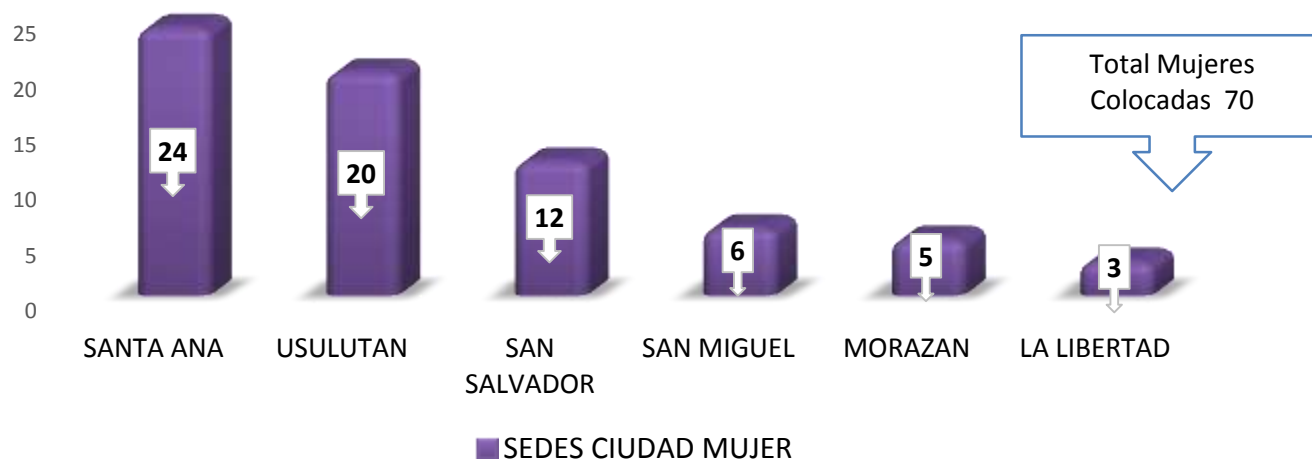 25
20
15
10
5
0
Total Mujeres
Colocadas 70
24
20
12
6
5
3
SANTA ANA
USULUTAN
SAN
SALVADOR
SAN MIGUEL
MORAZAN
LA LIBERTAD
SEDES CIUDAD MUJER